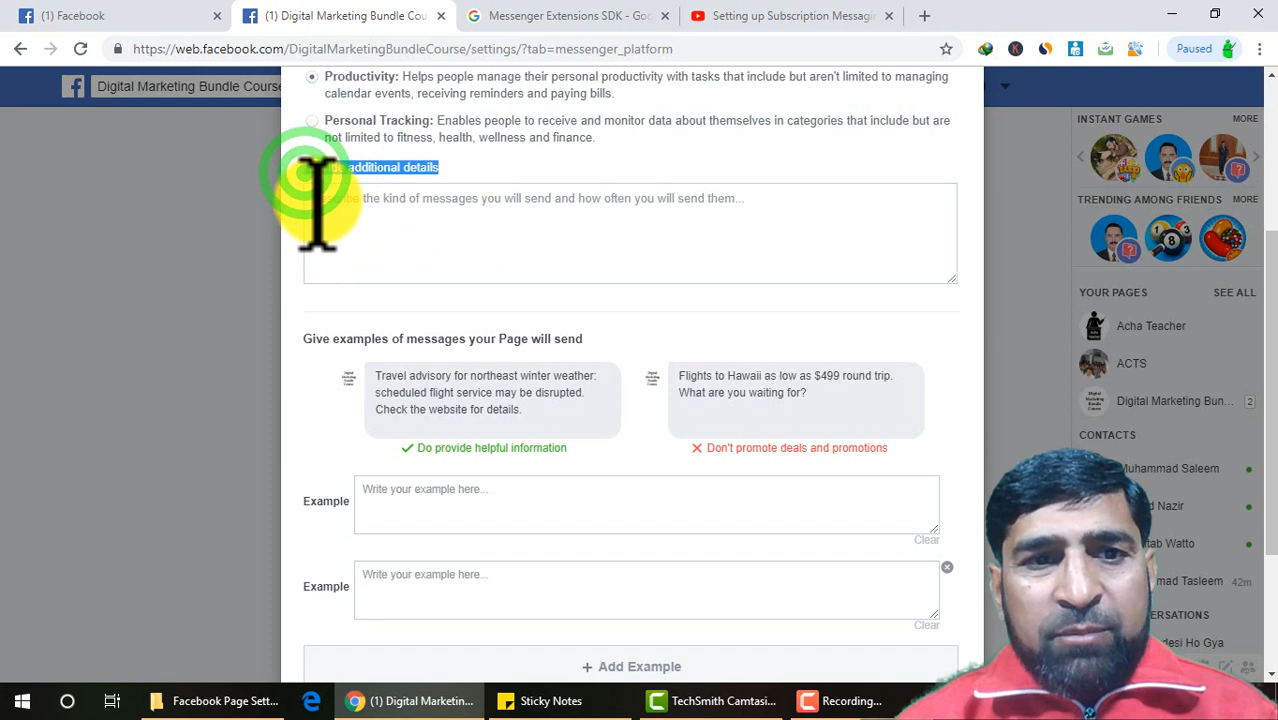 (1) Facebook
(1) Digital Marketing Bundle Cou
Messenger Extensions SDK - Goo
Setting up Subscription Messagin
https://web.facebook.com/DigitalMarketingBundleCourse/settings/?tab=messenger_platform
Paused
Digital Marketing Bundle Cours
Productivity: Helps people manage their personal productivity with tasks that include but aren't limited to managing
calendar events, receiving reminders and paying bills.
Personal Tracking: Enables people to receive and monitor data about themselves in categories that include but are
not limited to fitness, health, wellness and finance.
additional details
the kind of messages you will send and how often you will send them...
Give examples of messages your Page will send
Travel advisory for northeast winter weather:
scheduled flight service may be disrupted.
Check the website for details.
Do provide helpful information
Flights to Hawaii as low as $499 round trip.
What are you waiting for?
Don't promote deals and promotions
Example
Write your example here...
Clear
Example
Write your example here...
Clear
+ Add Example
INSTANT GAMES
MORE
TRENDING AMONG FRIENDS
MORE
YOUR PAGES
SEE ALL
Acha Teacher
ACTS
Digital Marketing Bun...
2
CONTACTS
Muhammad Saleem
Nazir
Watto
Tasleem
42m
desi Ho Gya
Facebook Page Sett...
(1) Digital Marketin...
Sticky Notes
TechSmith Camtasi...
Recording...